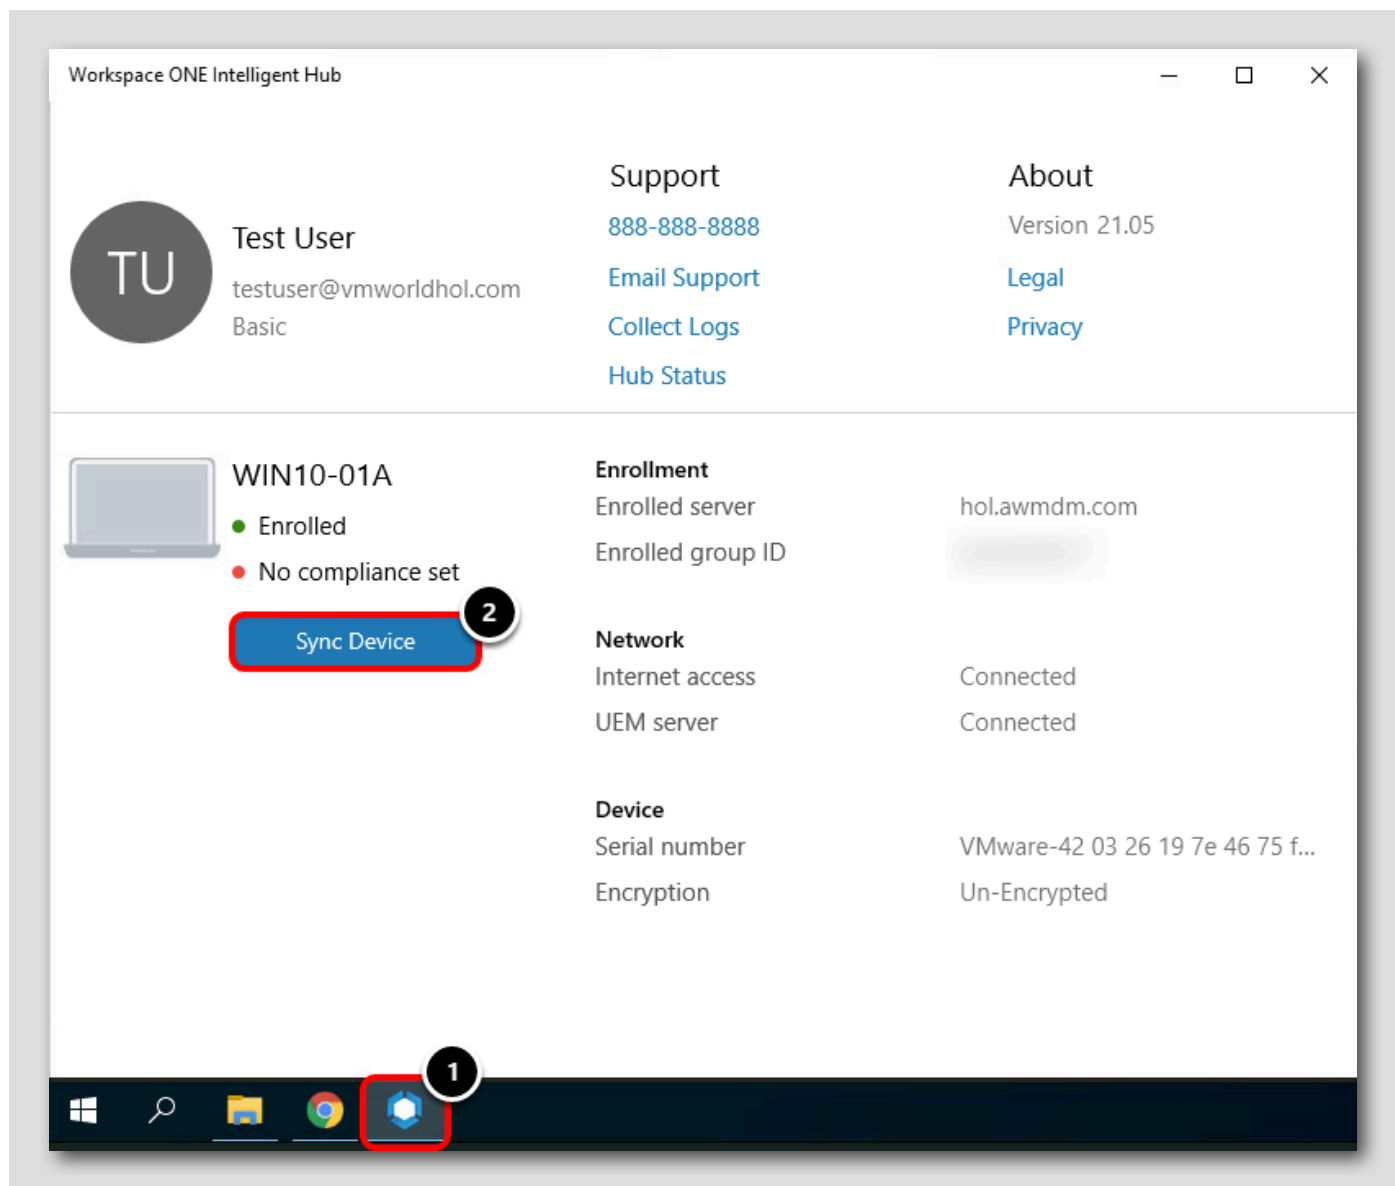 Workspace ONE Intelligent Hub
TU
Test User
testuser@vmworldhol.com
Basic
Support
888-888-8888
Email Support
Collect Logs
Hub Status
About
Version 21.05
Legal
Privacy
WIN10-01A
Enrolled
No compliance set
2
Sync Device
Enrollment
Enrolled server hol.awmdm.com
Enrolled group ID
Network
Internet access Connected
UEM server Connected
Device
Serial number VMware-42 03 26 19 7e 46 75 f...
Encryption Un-Encrypted
1